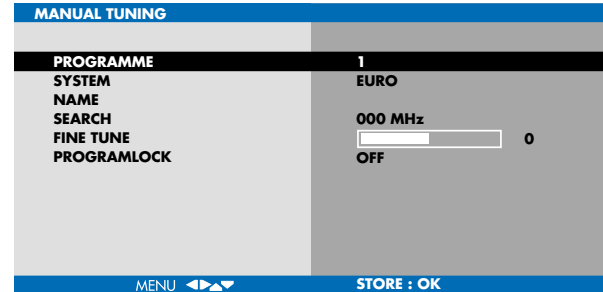 MANUAL TUNING
PROGRAMME 1
SYSTEM EURO
NAME
SEARCH 000 MHz
FINE TUNE 0
PROGRAMLOCK OFF
MENU STORE : OK